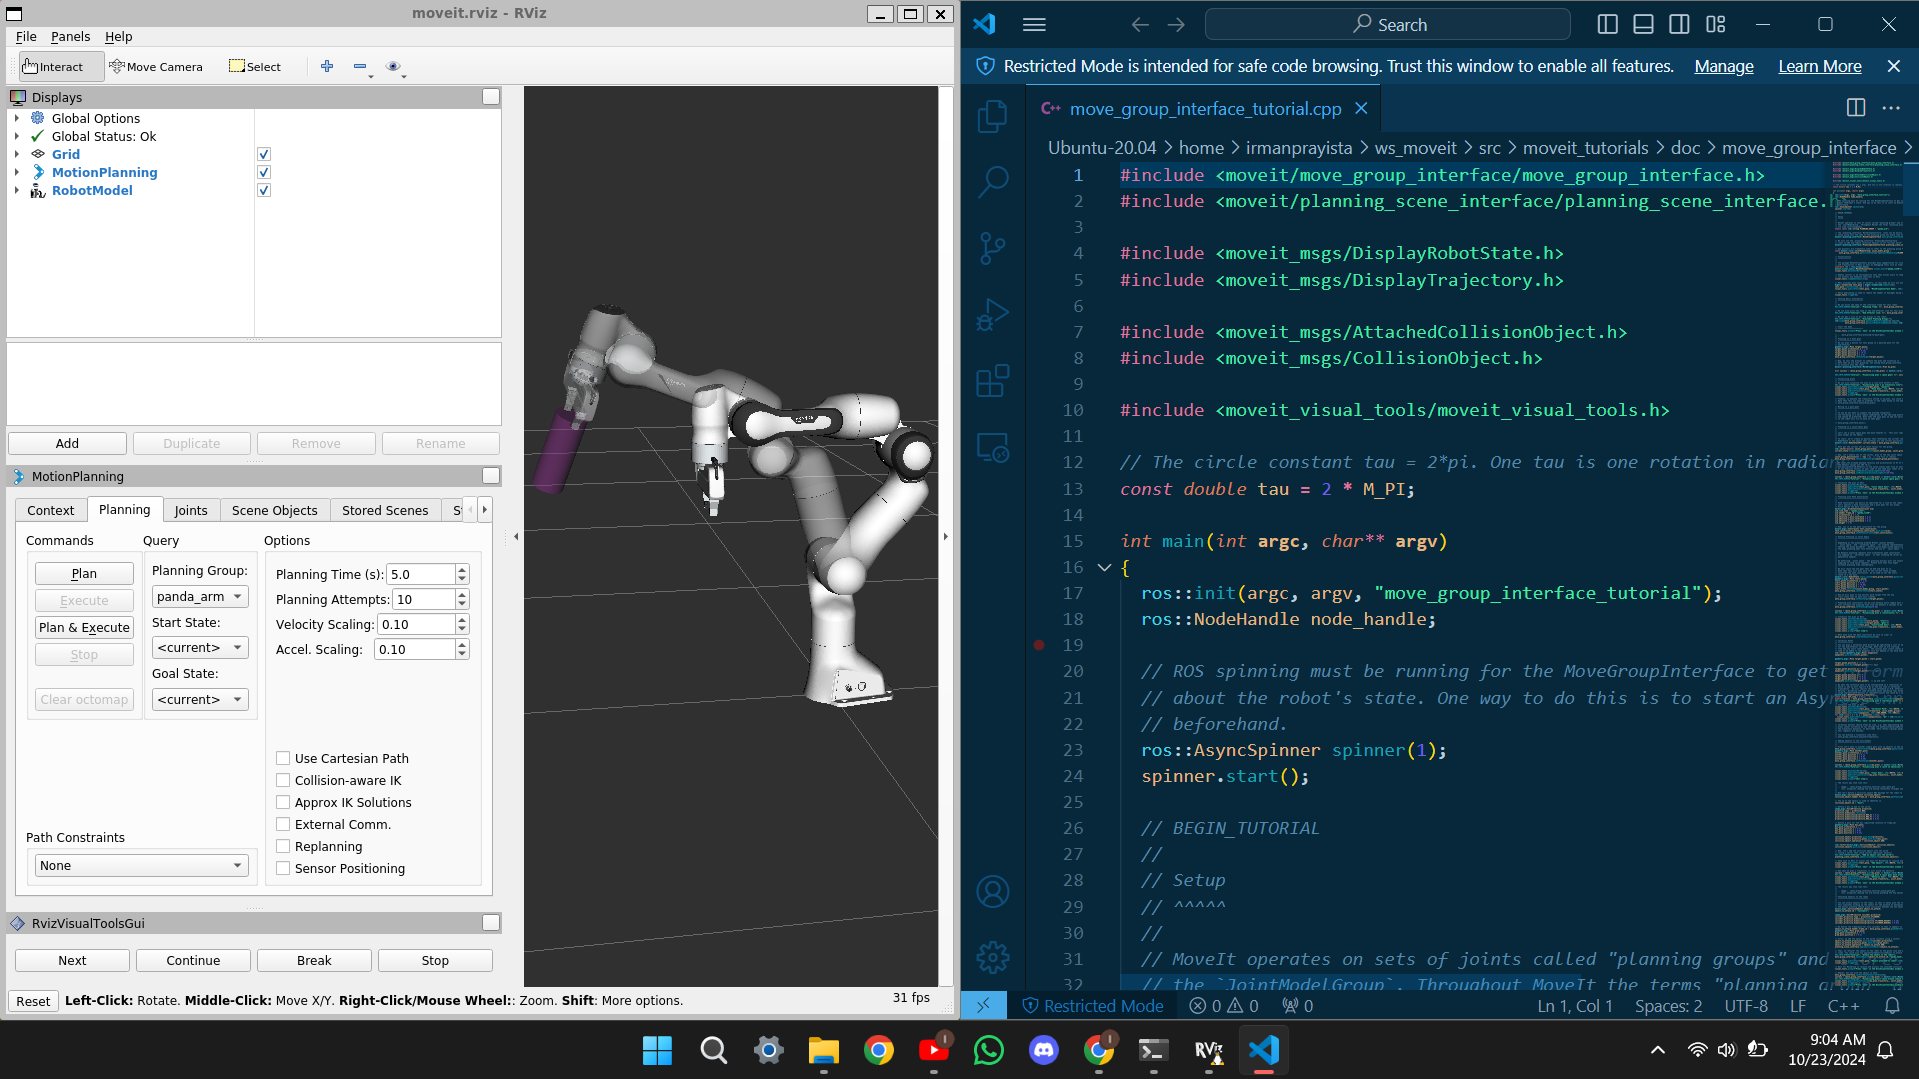 moveit.rviz - RViz
File Panels Help
Interact Move Camera Select
Displays
Global Options
Global Status: Ok
Grid
MotionPlanning
RobotModel
Add Duplicate Remove Rename
MotionPlanning
Context Planning Joints Scene Objects Stored Scenes
Commands Query Options
Plan
Execute
Plan & Execute
Stop
Clear octomap
Planning Group:
panda_arm
Start State:
<current>
Goal State:
<current>
Planning Time (s): 5.0
Planning Attempts: 10
Velocity Scaling: 0.10
Accel. Scaling: 0.10
Use Cartesian Path
Collision-aware IK
Approx IK Solutions
External Comm.
Replanning
Sensor Positioning
Path Constraints
None
RvizVisualToolsGui
Next Continue Break Stop
Reset Left-Click: Rotate. Middle-Click: Move X/Y. Right-Click/Mouse Wheel:: Zoom. Shift: More options. 31 fps
Search
Restricted Mode is intended for safe code browsing. Trust this window to enable all features. Manage Learn More
C++ move_group_interface_tutorial.cpp
Ubuntu-20.04 > home > irmanprayista > ws_moveit > src > moveit_tutorials > doc > move_group_interface >
1 #include <moveit/move_group_interface/move_group_interface.h>
2 #include <moveit/planning_scene_interface/planning_scene_interface.h
3
4 #include <moveit_msgs/DisplayRobotState.h>
5 #include <moveit_msgs/DisplayTrajectory.h>
6
7 #include <moveit_msgs/AttachedCollisionObject.h>
8 #include <moveit_msgs/CollisionObject.h>
9
10 #include <moveit_visual_tools/moveit_visual_tools.h>
11
12 // The circle constant tau = 2*pi. One tau is one rotation in radian
13 const double tau = 2 * M_PI;
14
15 int main(int argc, char** argv)
16 {
17 ros::init(argc, argv, "move_group_interface_tutorial");
18 ros::NodeHandle node_handle;
19
20 // ROS spinning must be running for the MoveGroupInterface to get
21 // about the robot's state. One way to do this is to start an Asy
22 // beforehand.
23 ros::AsyncSpinner spinner(1);
24 spinner.start();
25
26 // BEGIN_TUTORIAL
27 //
28 // Setup
29 // ^^^^^
30 //
31 // MoveIt operates on sets of joints called "planning groups" and
32 // the `JointModelGroup`. Throughout MoveIt the terms "planning
Restricted Mode 0 0 0 Ln 1, Col 1 Spaces: 2 UTF-8 LF C++
RViz
9:04 AM
10/23/2024